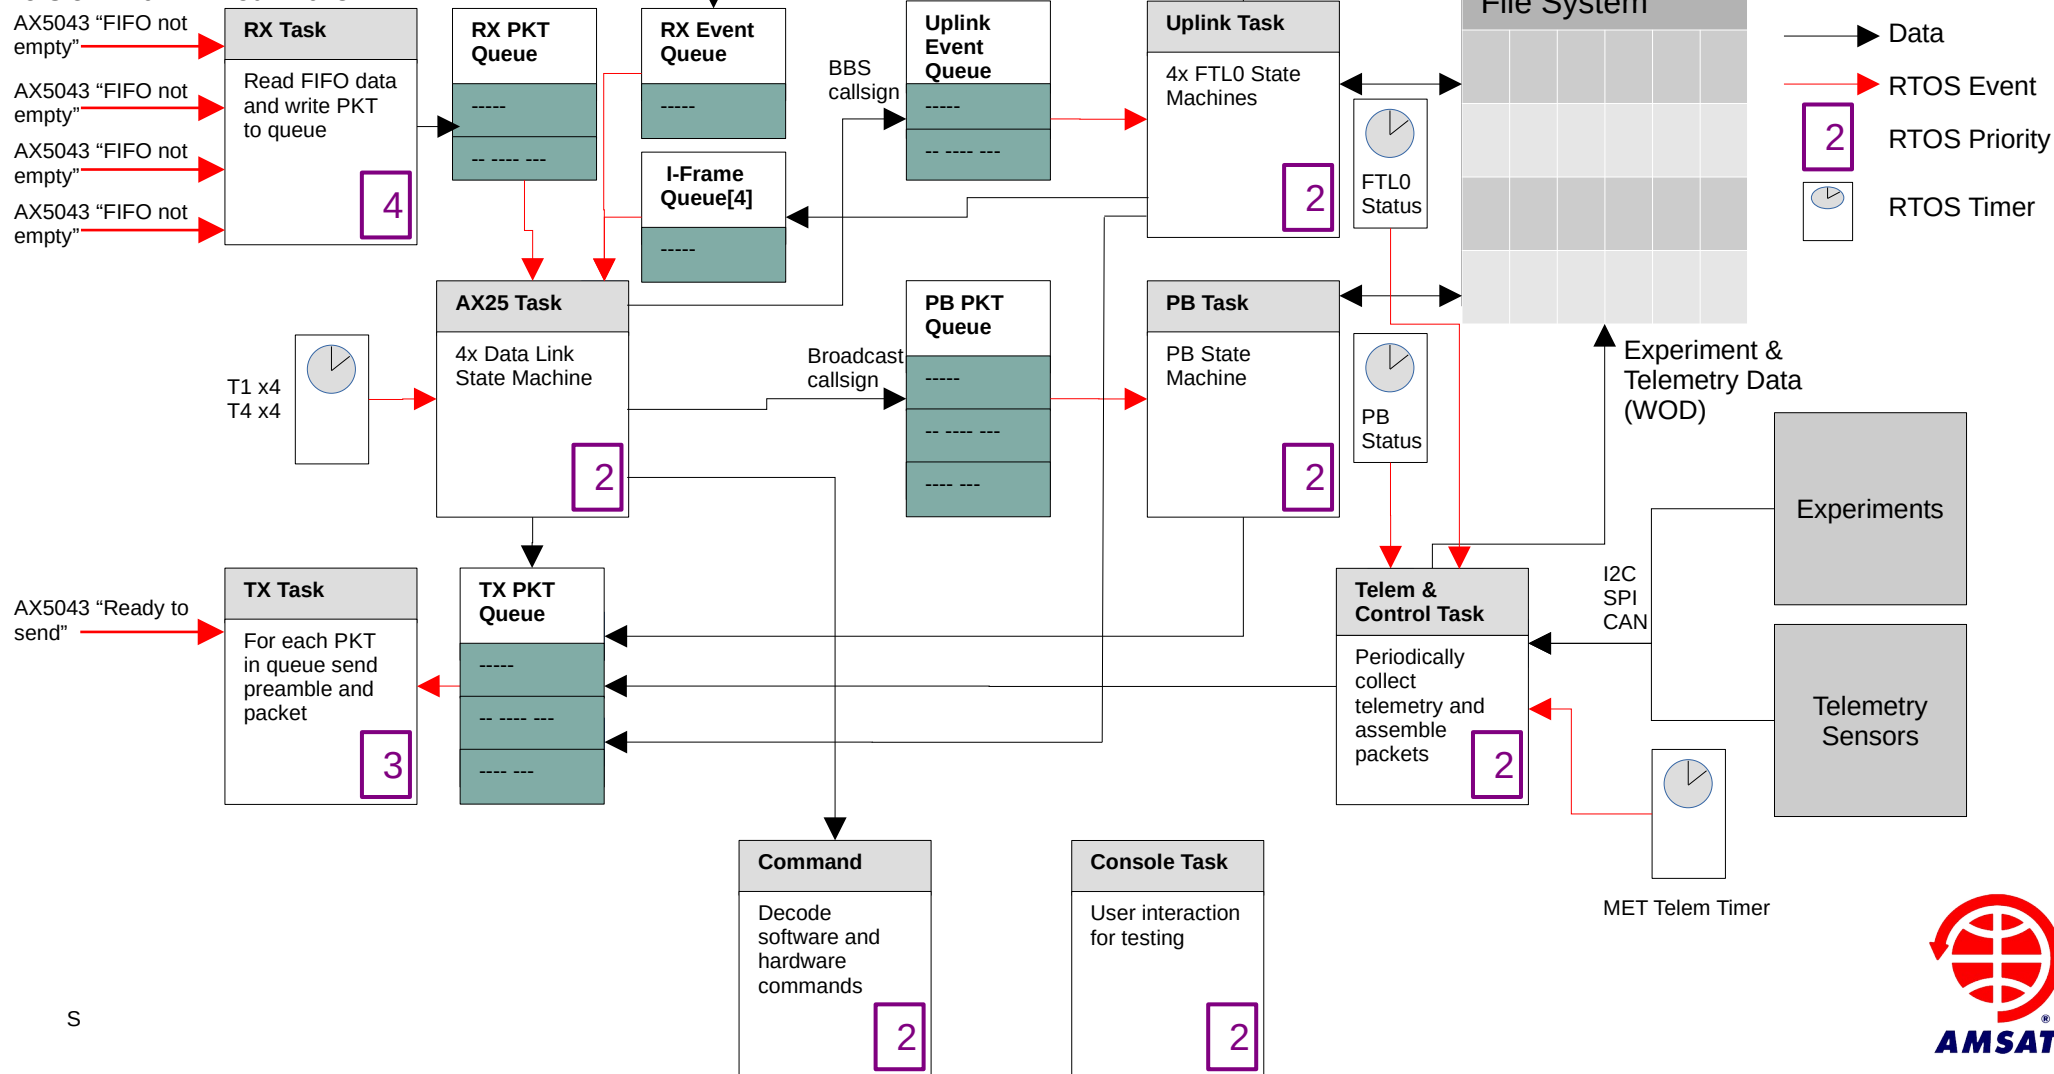 AX5043 “FIFO not
empty”
AX5043 “FIFO not
empty”
AX5043 “FIFO not
empty”
AX5043 “FIFO not
empty”
RX Task
Read FIFO data
and write PKT
to queue
4
RX PKT
Queue
-----
-- ---- ---
RX Event
Queue
-----
I-Frame
Queue[4]
-----
BBS
callsign
Uplink
Event
Queue
-----
-- ---- ---
Uplink Task
4x FTL0 State
Machines
2
FTL0
Status
File System
Data
RTOS Event
2
RTOS Priority
RTOS Timer
T1 x4
T4 x4
AX25 Task
4x Data Link
State Machine
2
Broadcast
callsign
PB PKT
Queue
-----
-- ---- ---
---- ---
PB Task
PB State
Machine
2
PB
Status
Experiment &
Telemetry Data
(WOD)
Experiments
I2C
SPI
CAN
Telemetry
Sensors
AX5043 “Ready to
send”
TX Task
For each PKT
in queue send
preamble and
packet
3
TX PKT
Queue
-----
-- ---- ---
---- ---
Telem &
Control Task
Periodically
collect
telemetry and
assemble
packets
2
MET Telem Timer
Command
Decode
software and
hardware
commands
2
Console Task
User interaction
for testing
2
S
®
AMSAT